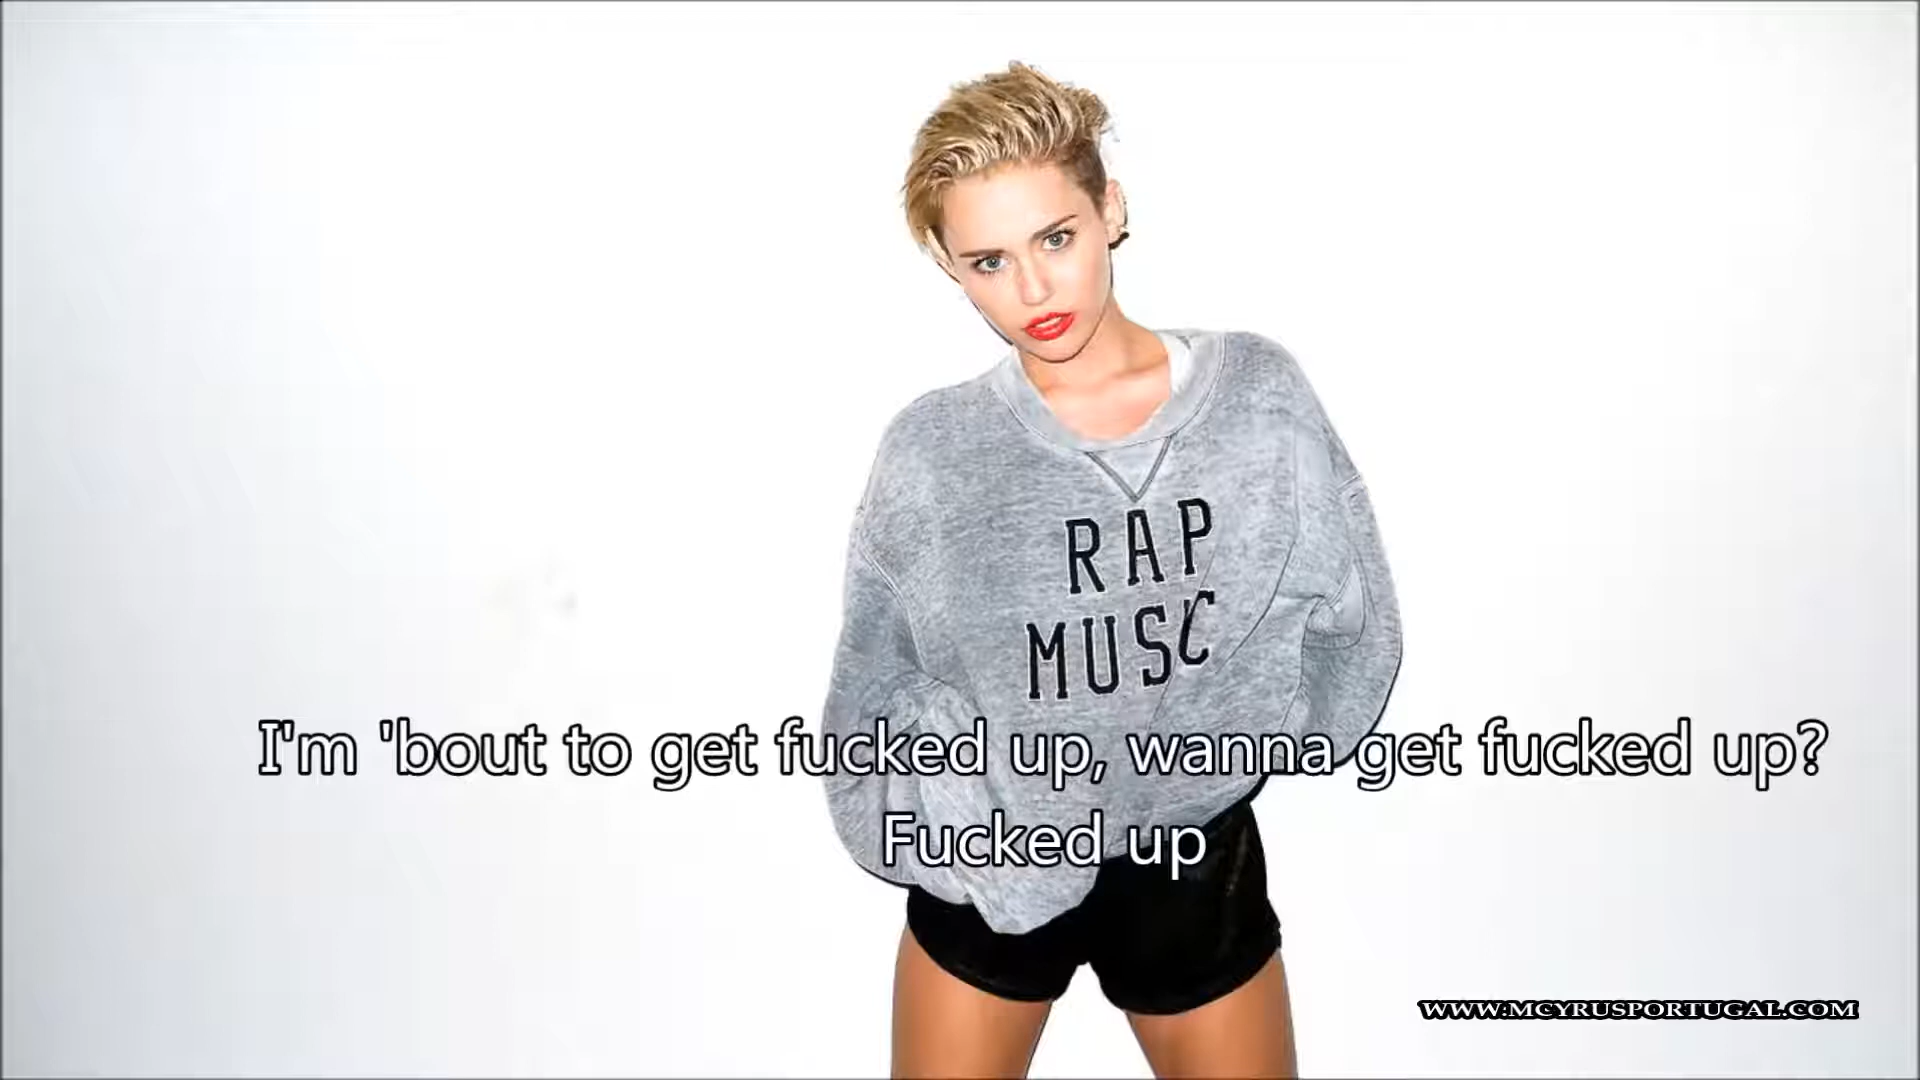 RAP
MUSC
I'm 'bout to get fucked up, wanna get fucked up?
Fucked up
WWW.MCYRUSPORTUGAL.COM